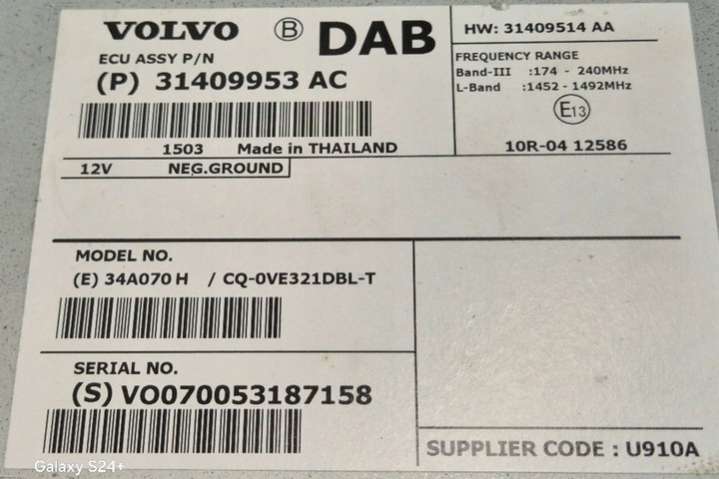 VOLVO Ⓑ DAB
ECU ASSY P/N
(P) 31409953 AC
1503 Made in THAILAND
12V NEG.GROUND
HW: 31409514 AA
FREQUENCY RANGE
Band-III :174 - 240MHz
L-Band :1452 - 1492MHz
E13
10R-04 12586
MODEL NO.
(E) 34A070 H / CQ-0VE321DBL-T
SERIAL NO.
(S) VO070053187158
SUPPLIER CODE : U910A
Galaxy S24+